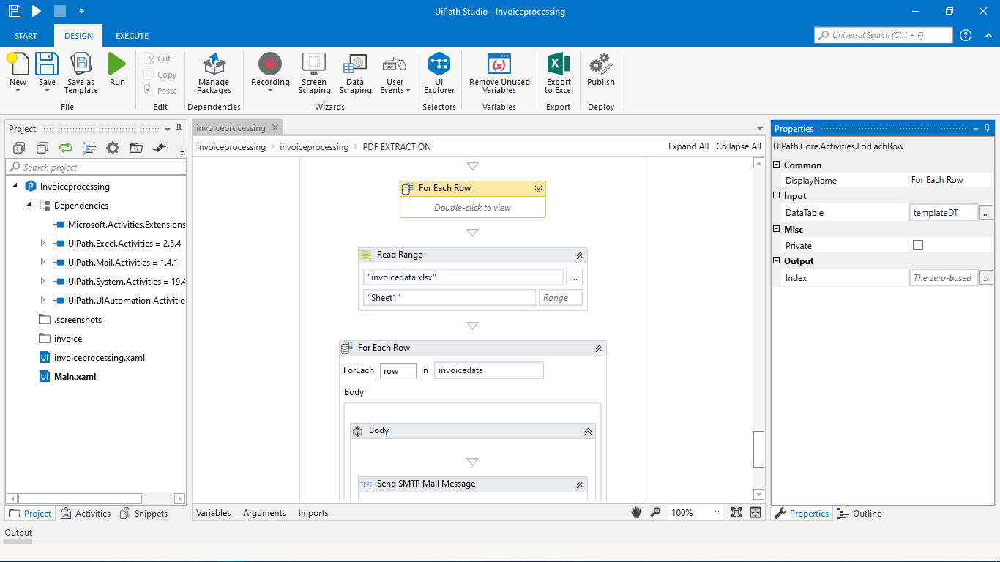 UiPath Studio - Invoiceprocessing
START DESIGN EXECUTE
Universal Search (Ctrl + F)
New
Save
Save as Template
Run
Cut
Copy
Paste
Manage Packages
Recording
Screen Scraping
Data Scraping
User Events
UI Explorer
Remove Unused Variables
Export to Excel
Publish
File Edit Dependencies Wizards Selectors Variables Export Deploy
Project
Search project
Invoiceprocessing
Dependencies
Microsoft.Activities.Extensions
UiPath.Excel.Activities = 2.5.4
UiPath.Mail.Activities = 1.4.1
UiPath.System.Activities = 19.4
UiPath.UIAutomation.Activitie
.screenshots
invoice
invoiceprocessing.xaml
Main.xaml
Project Activities Snippets
Output
invoiceprocessing
invoiceprocessing > invoiceprocessing > PDF EXTRACTION
Expand All Collapse All
For Each Row
Double-click to view
Read Range
"invoicedata.xlsx" ...
"Sheet1" Range
For Each Row
ForEach row in invoicedata
Body
Body
Send SMTP Mail Message
Variables Arguments Imports
100%
Properties
UiPath.Core.Activities.ForEachRow
Common
DisplayName For Each Row
Input
DataTable templateDT ...
Misc
Private
Output
Index The zero-based ...
Properties Outline